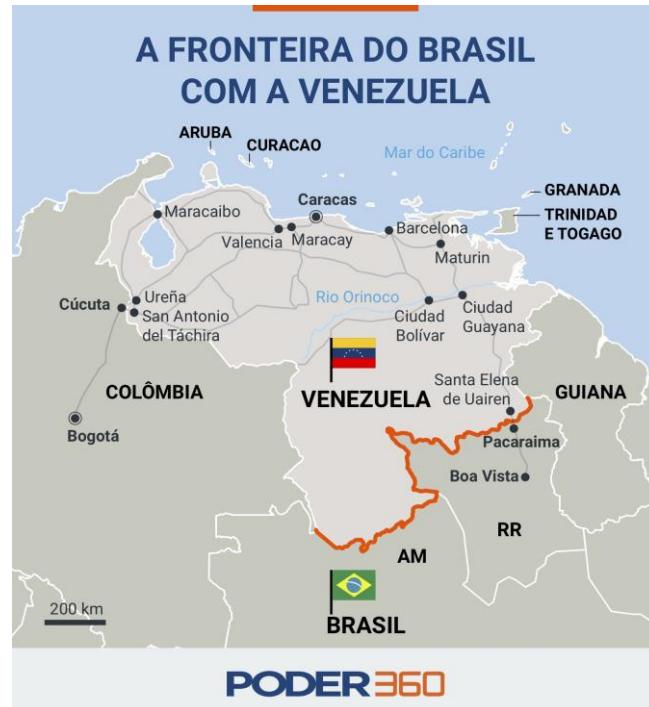 A FRONTEIRA DO BRASIL
COM A VENEZUELA
ARUBA
CURACAO
Mar do Caribe
GRANADA
TRINIDAD
E TOGAGO
Maracaibo
Caracas
Valencia
Maracay
Barcelona
Maturin
Cúcuta
Ureña
San Antonio
del Táchira
Rio Orinoco
Ciudad
Bolívar
Ciudad
Guayana
COLÔMBIA
VENEZUELA
Santa Elena
de Uairen
GUIANA
Bogotá
Pacaraima
Boa Vista
RR
AM
200 km
BRASIL
PODER360